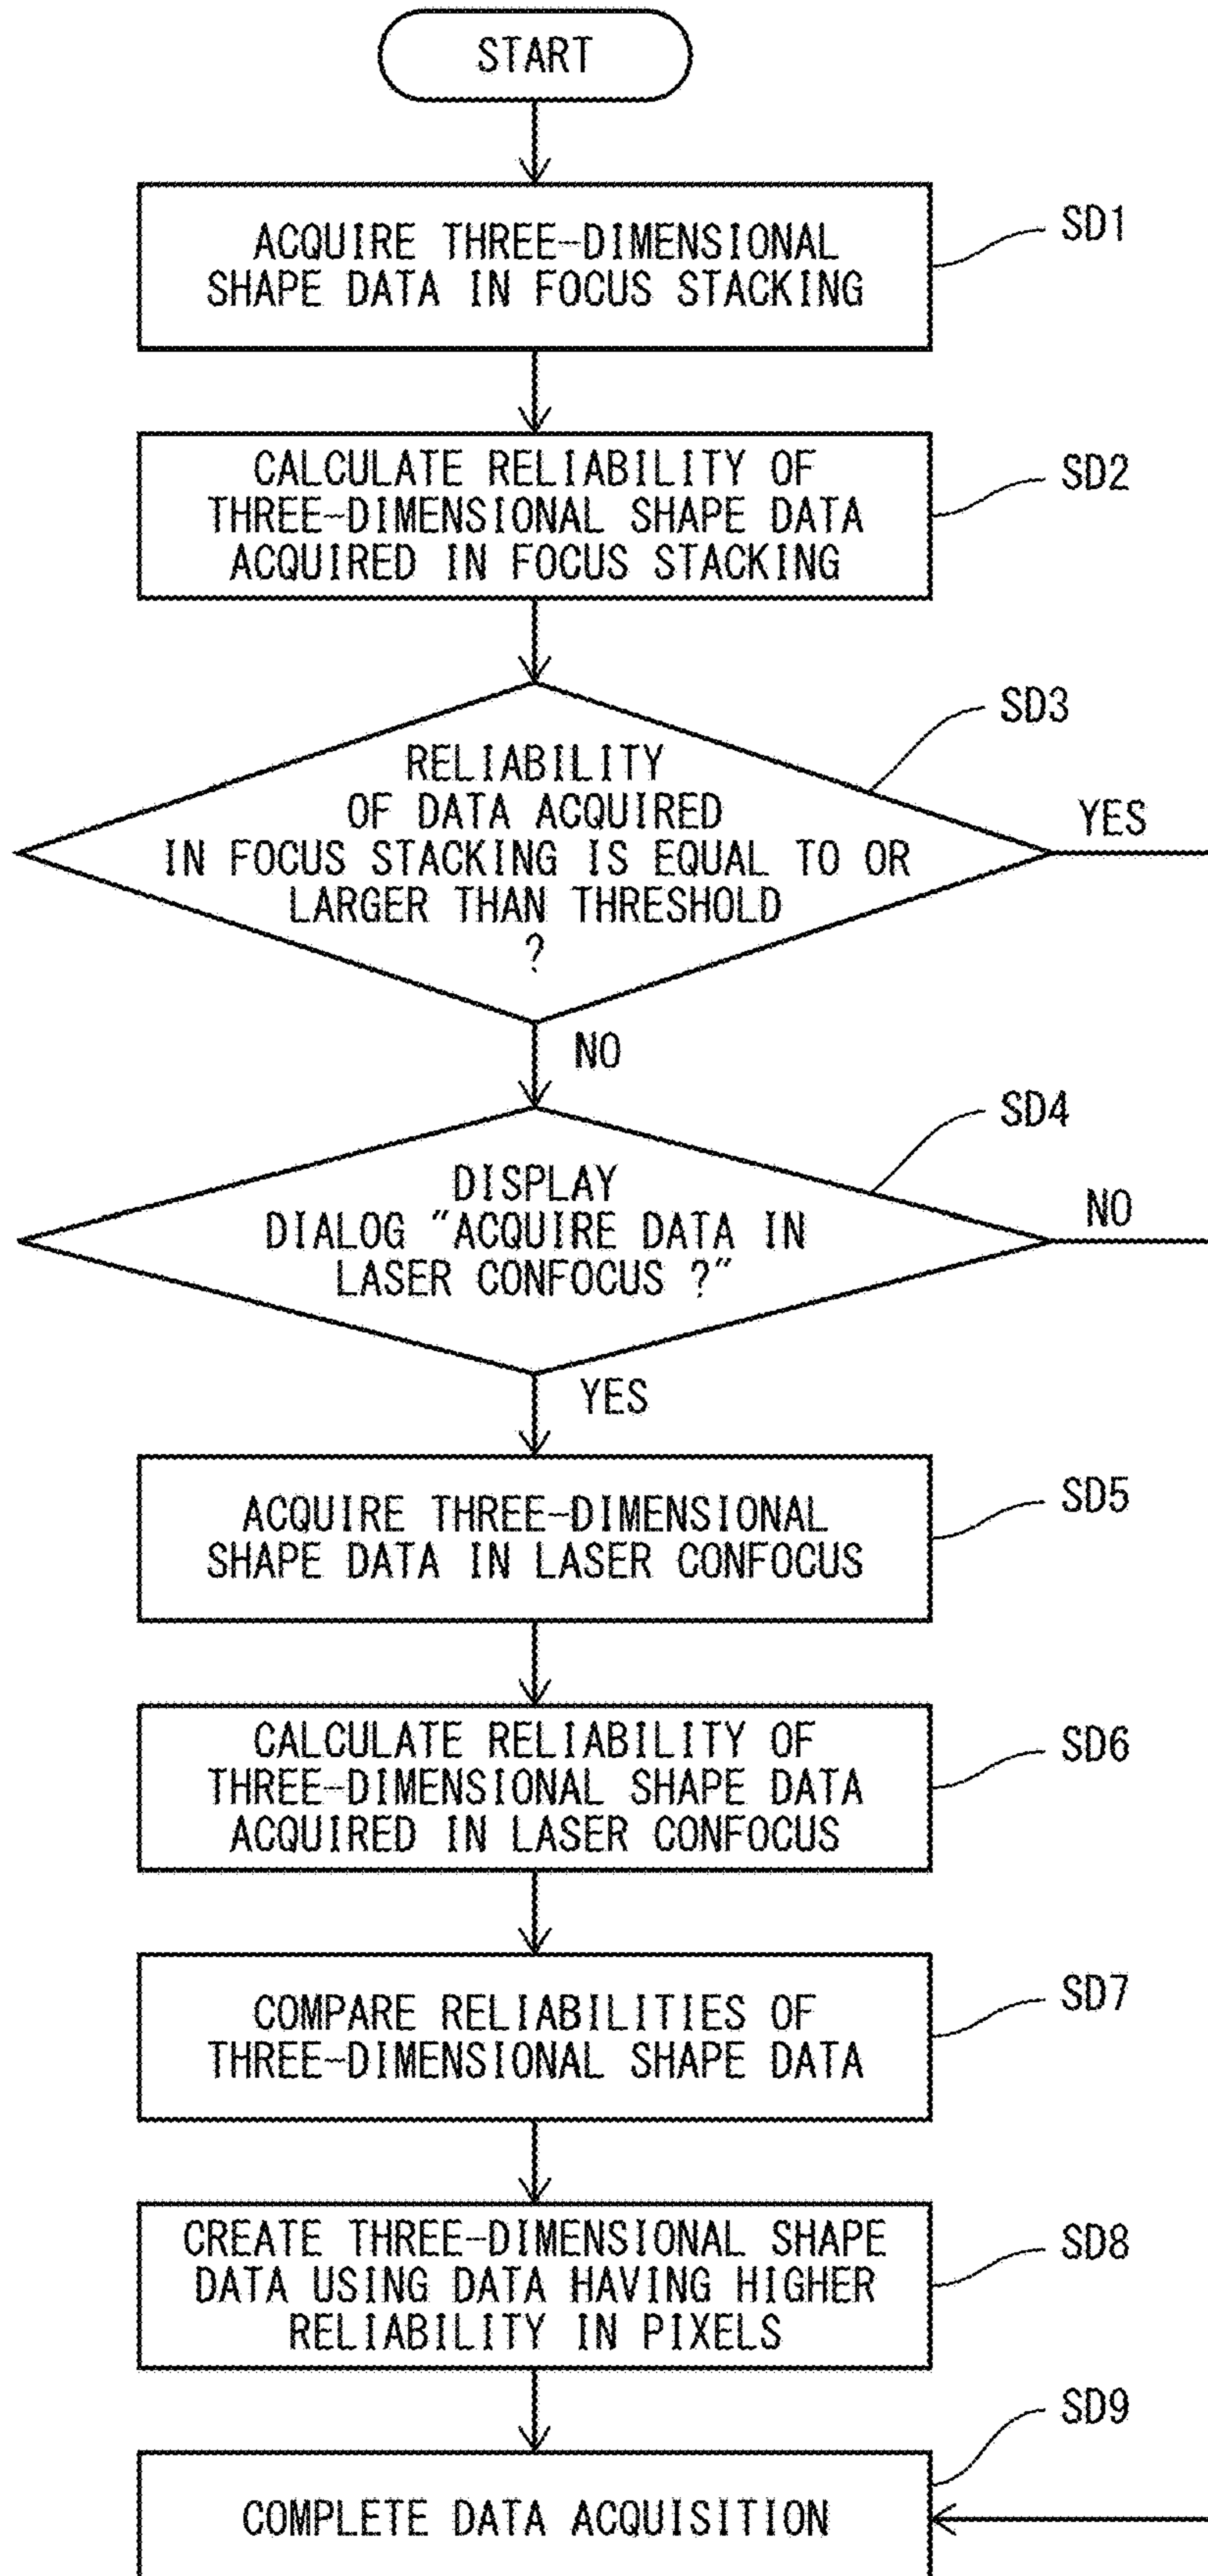 START
ACQUIRE THREE-DIMENSIONAL
SHAPE DATA IN FOCUS STACKING
SD1
CALCULATE RELIABILITY OF
THREE-DIMENSIONAL SHAPE DATA
ACQUIRED IN FOCUS STACKING
SD2
RELIABILITY
OF DATA ACQUIRED
IN FOCUS STACKING IS EQUAL TO OR
LARGER THAN THRESHOLD
?
SD3
YES
NO
DISPLAY
DIALOG "ACQUIRE DATA IN
LASER CONFOCUS ?"
SD4
NO
YES
ACQUIRE THREE-DIMENSIONAL
SHAPE DATA IN LASER CONFOCUS
SD5
CALCULATE RELIABILITY OF
THREE-DIMENSIONAL SHAPE DATA
ACQUIRED IN LASER CONFOCUS
SD6
COMPARE RELIABILITIES OF
THREE-DIMENSIONAL SHAPE DATA
SD7
CREATE THREE-DIMENSIONAL SHAPE
DATA USING DATA HAVING HIGHER
RELIABILITY IN PIXELS
SD8
COMPLETE DATA ACQUISITION
SD9